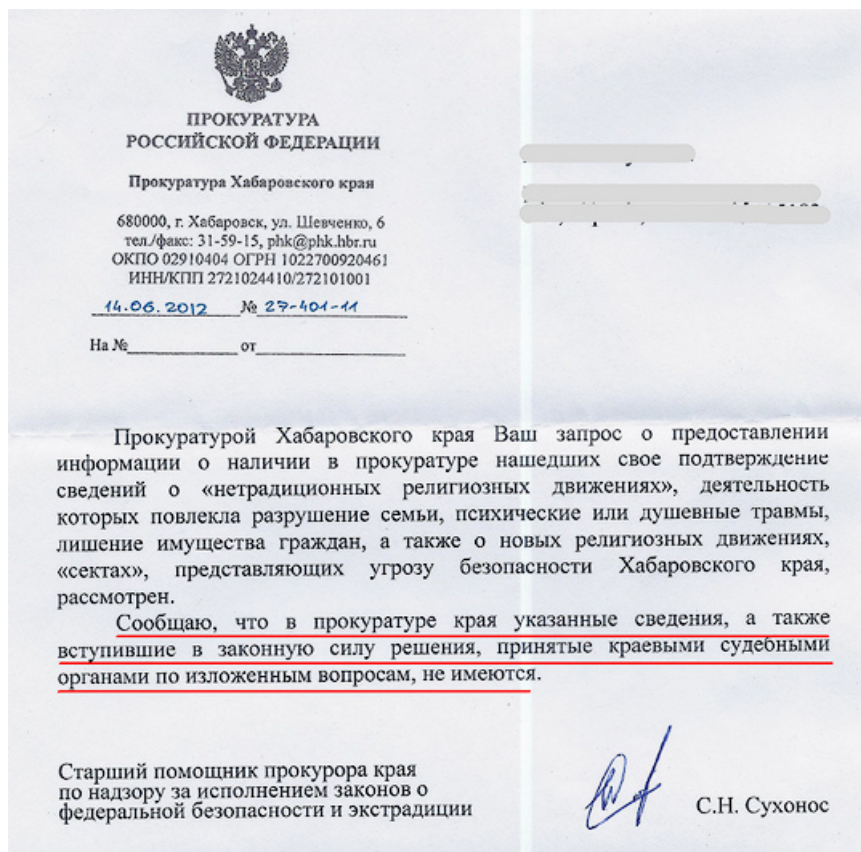 ПРОКУРАТУРА
РОССИЙСКОЙ ФЕДЕРАЦИИ
Прокуратура Хабаровского края
680000, г. Хабаровск, ул. Шевченко, 6
тел./факс: 31-59-15, phk@phk.hbr.ru
ОКПО 02910404 ОГРН 1022700920461
ИНН/КПП 2721024410/272101001
14.06.2012 № 27-401-11
На № от
Прокуратурой Хабаровского края Ваш запрос о предоставлении
информации о наличии в прокуратуре нашедших свое подтверждение
сведений о «нетрадиционных религиозных движениях», деятельность
которых повлекла разрушение семьи, психические или душевные травмы,
лишение имущества граждан, а также о новых религиозных движениях,
«сектах», представляющих угрозу безопасности Хабаровского края,
рассмотрен.
Сообщаю, что в прокуратуре края указанные сведения, а также
вступившие в законную силу решения, принятые краевыми судебными
органами по изложенным вопросам, не имеются.
Старший помощник прокурора края
по надзору за исполнением законов о
федеральной безопасности и экстрадиции
С.Н. Сухонос